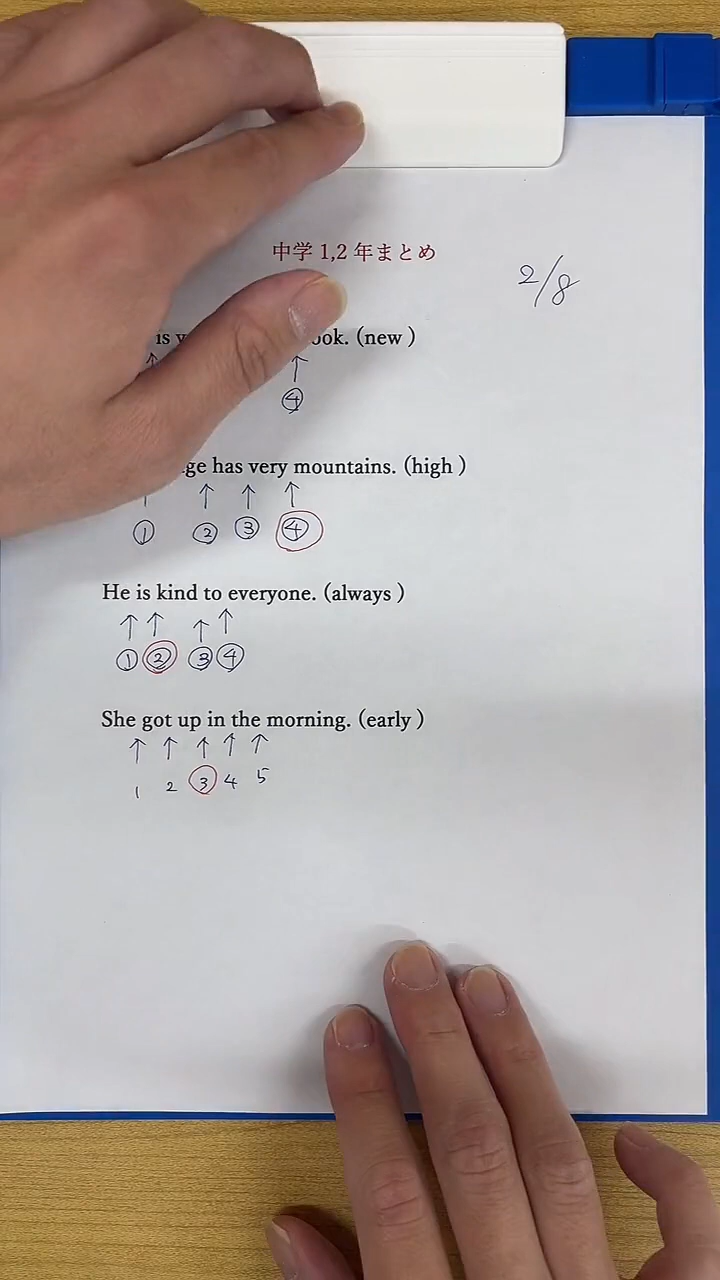 中学 1,2 年まとめ
2/8
is
(new )
↑ ↑
④
has very mountains. (high )
↑ ↑ ↑
① ② ③ ④
He is kind to everyone. (always )
↑ ↑ ↑ ↑
① ② ③ ④
She got up in the morning. (early )
↑ ↑ ↑ ↑ ↑
1 2 3 4 5